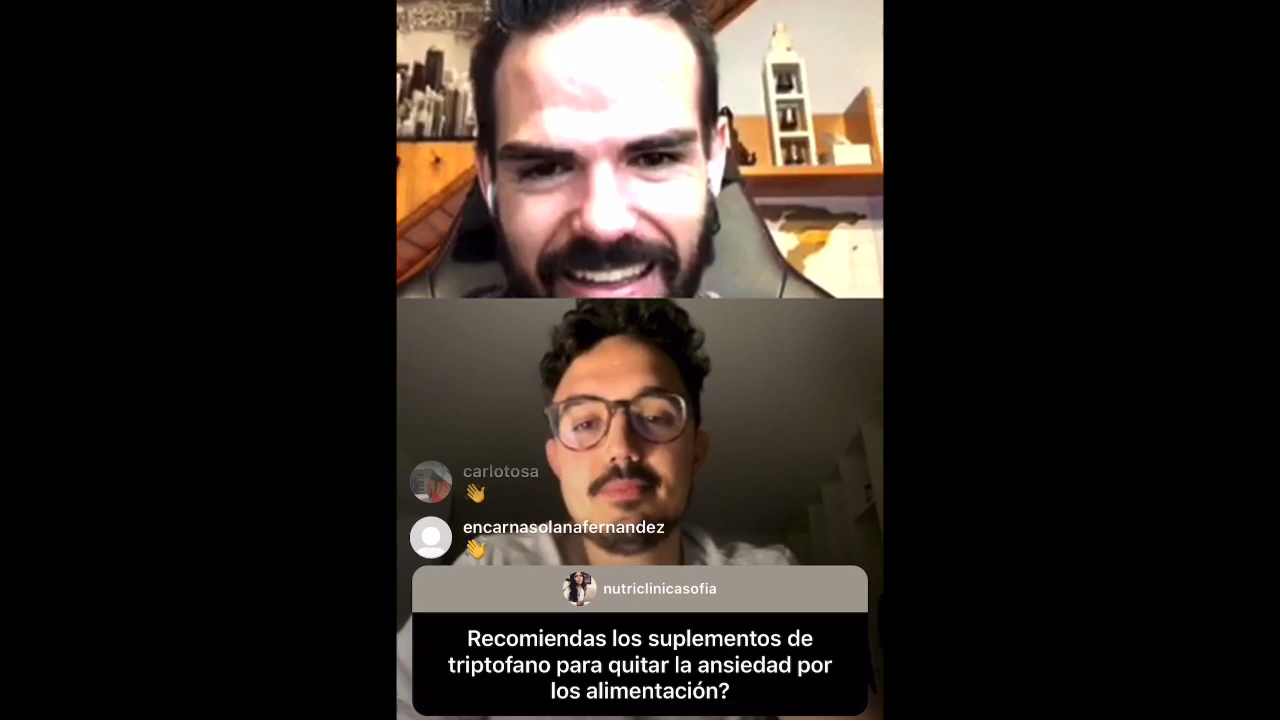 carlotosa
👋
encarnasolanafernandez
👋
nutriclinicasofia
Recomiendas los suplementos de
triptofano para quitar la ansiedad por
los alimentación?